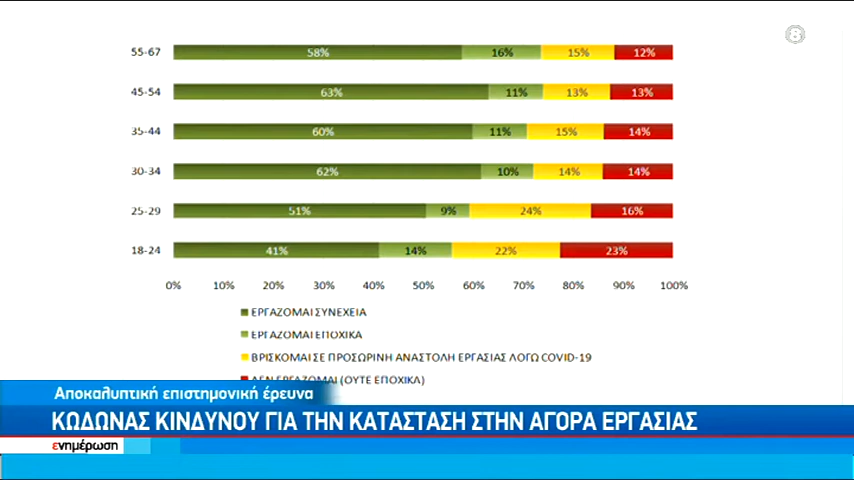 55-67 58% 16% 15% 12%
45-54 63% 11% 13% 13%
35-44 60% 11% 15% 14%
30-34 62% 10% 14% 14%
25-29 51% 9% 24% 16%
18-24 41% 14% 22% 23%
0% 10% 20% 30% 40% 50% 60% 70% 80% 90% 100%
ΕΡΓΑΖΟΜΑΙ ΣΥΝΕΧΕΙΑ
ΕΡΓΑΖΟΜΑΙ ΕΠΟΧΙΚΑ
ΒΡΙΣΚΟΜΑΙ ΣΕ ΠΡΟΣΩΡΙΝΗ ΑΝΑΣΤΟΛΗ ΕΡΓΑΣΙΑΣ ΛΟΓΩ COVID-19
ΔΕΝ ΕΡΓΑΖΟΜΑΙ (ΟΥΤΕ ΕΠΟΧΙΚΑ)
Αποκαλυπτική επιστημονική έρευνα
ΚΩΔΩΝΑΣ ΚΙΝΔΥΝΟΥ ΓΙΑ ΤΗΝ ΚΑΤΑΣΤΑΣΗ ΣΤΗΝ ΑΓΟΡΑ ΕΡΓΑΣΙΑΣ
ενημέρωση